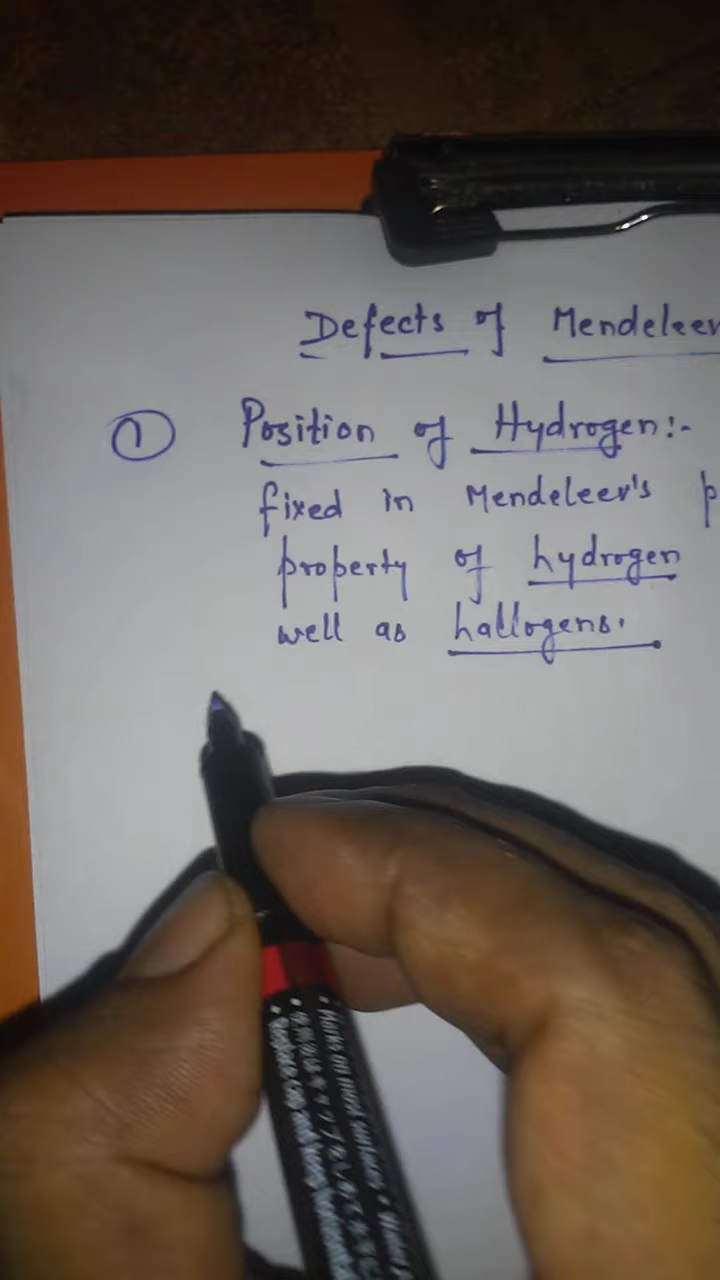 Defects of Mendeleev
① Position of Hydrogen:-
fixed in Mendeleev's p
property of hydrogen
well as hallogens.